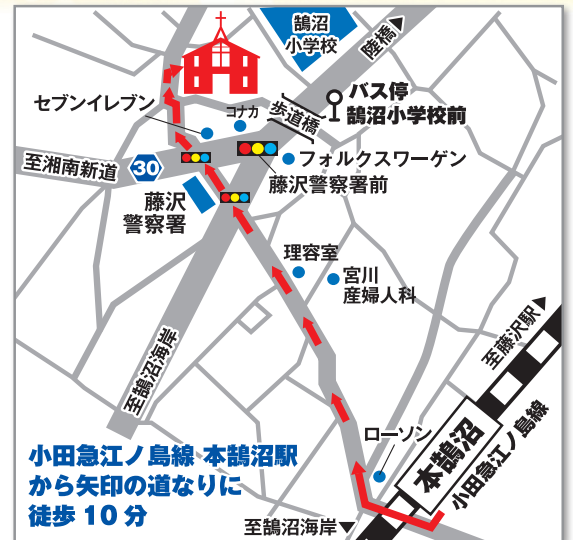 鵠沼
小学校
陸橋▶
セブンイレブン
コナカ
歩道橋
バス停
鵠沼小学校前
至湘南新道
30
フォルクスワーゲン
藤沢警察署前
藤沢
警察署
理容室
宮川
産婦人科
至藤沢駅▶
至鵠沼海岸
ローソン
本鵠沼
小田急江ノ島線
小田急江ノ島線 本鵠沼駅
から矢印の道なりに
徒歩 10 分
至鵠沼海岸▼